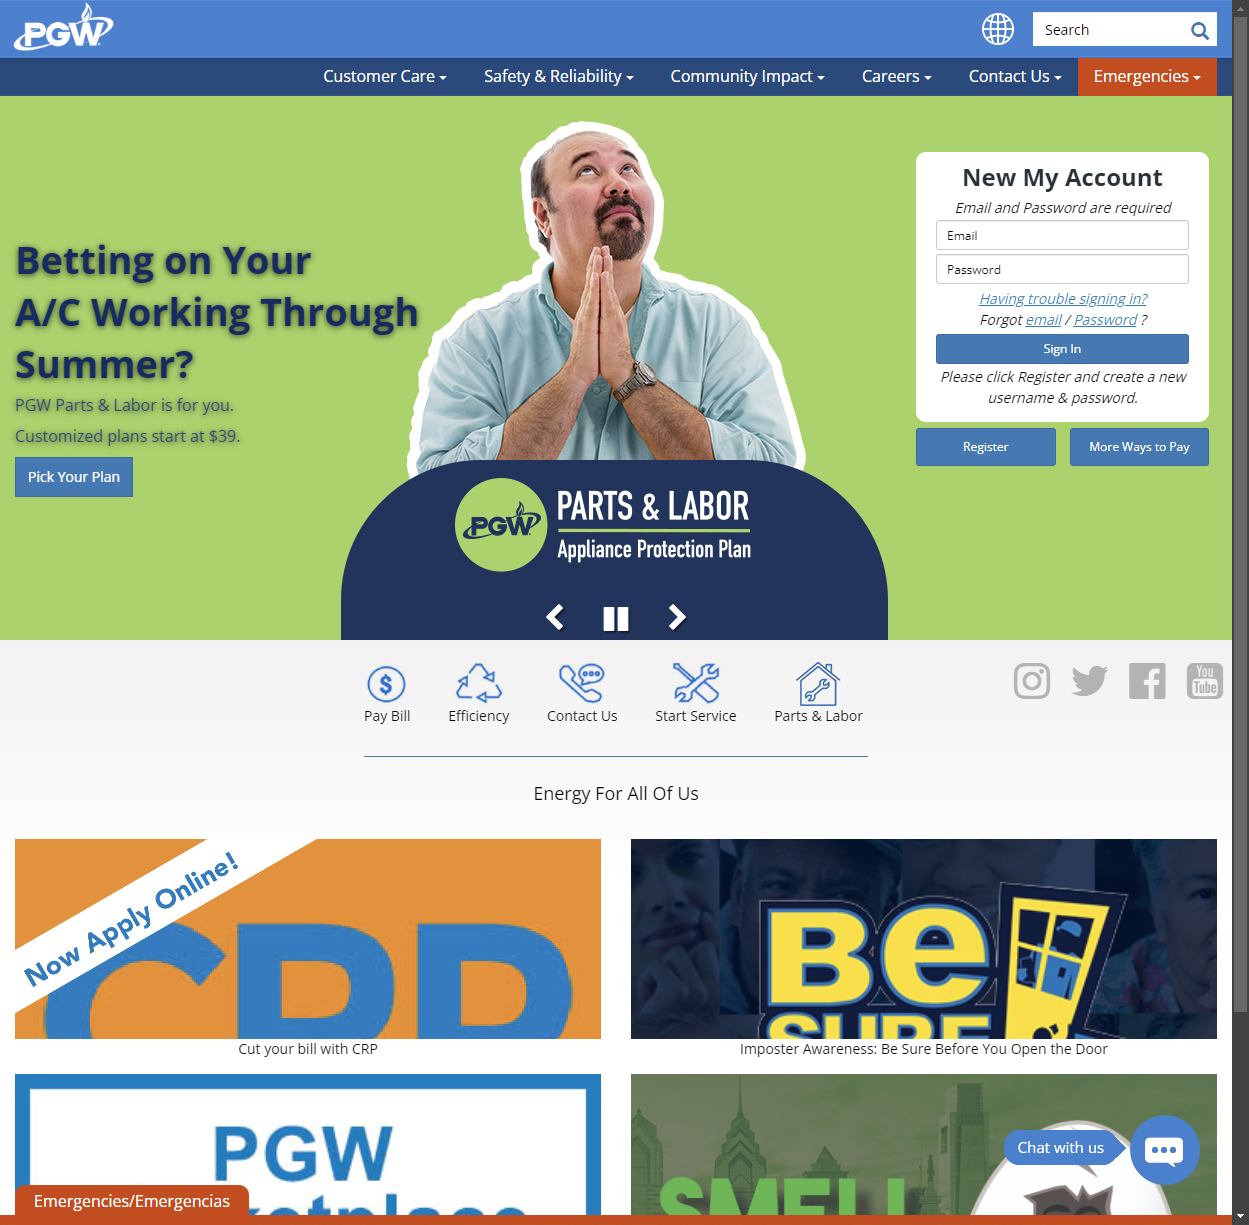 PGW
Search
Customer Care
Safety & Reliability
Community Impact
Careers
Contact Us
Emergencies
Betting on Your
A/C Working Through
Summer?
PGW Parts & Labor is for you.
Customized plans start at $39.
Pick Your Plan
New My Account
Email and Password are required
Email
Password
Having trouble signing in?
Forgot email / Password ?
Sign In
Please click Register and create a new
username & password.
Register
More Ways to Pay
PGW
PARTS & LABOR
Appliance Protection Plan
Pay Bill
Efficiency
Contact Us
Start Service
Parts & Labor
You
Tube
Energy For All Of Us
Now Apply Online!
CRP
Cut your bill with CRP
Be
SURE
Imposter Awareness: Be Sure Before You Open the Door
PGW
SMELL
Chat with us
Emergencies/Emergencias